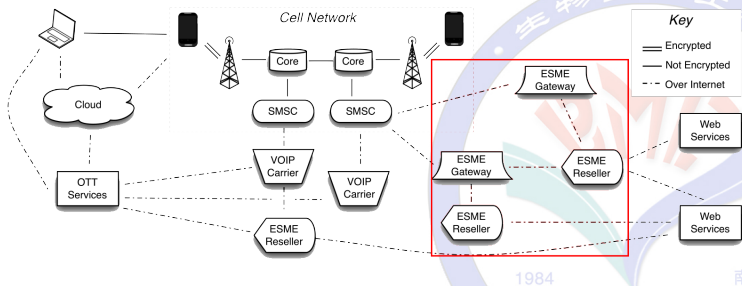 Cell Network
Key
Encrypted
Not Encrypted
Over Internet
Core
Core
ESME
Gateway
Cloud
SMSC
SMSC
Web
Services
VOIP
Carrier
VOIP
Carrier
ESME
Gateway
ESME
Reseller
OTT
Services
ESME
Reseller
ESME
Reseller
Web
Services
1984